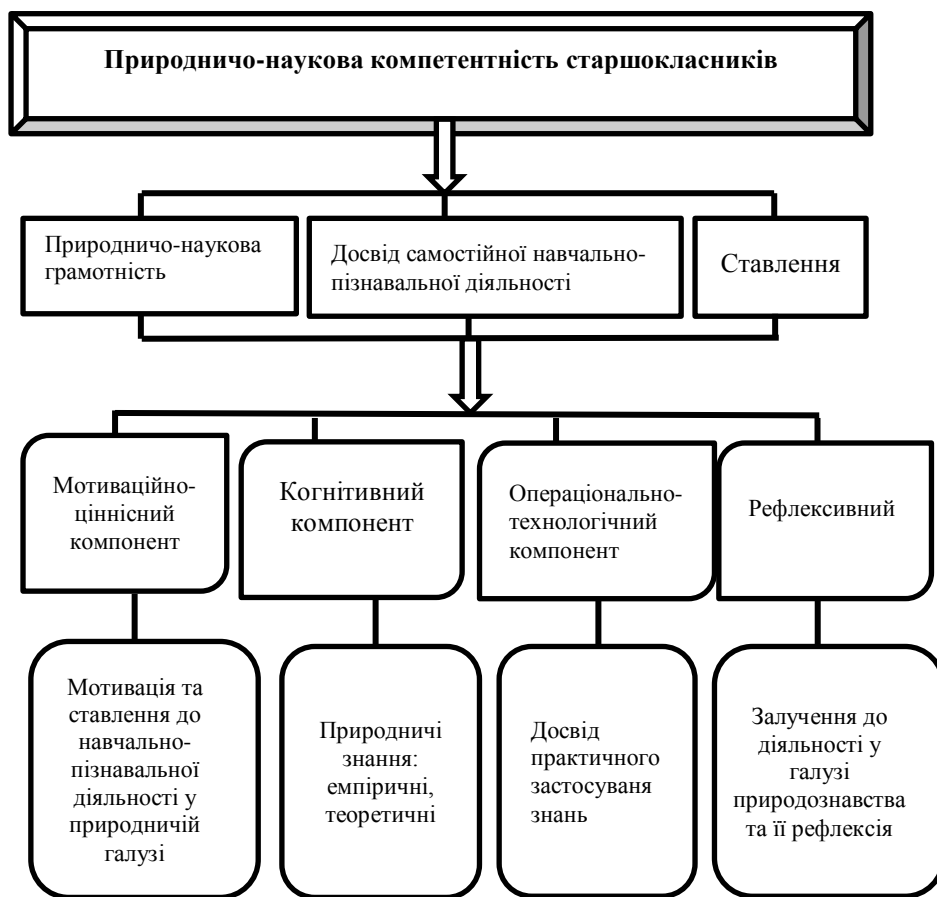 Природничо-наукова компетентність старшокласників
Природничо-наукова
грамотність
Досвід самостійної навчально-
пізнавальної діяльності
Ставлення
Мотиваційно-
ціннісний
компонент
Когнітивний
компонент
Операціонально-
технологічний
компонент
Рефлексивний
Мотивація та
ставлення до
навчально-
пізнавальної
діяльності у
природничій
галузі
Природничі
знання:
емпіричні,
теоретичні
Досвід
практичного
застосуваня
знань
Залучення до
діяльності у
галузі
природознавства
та її рефлексія